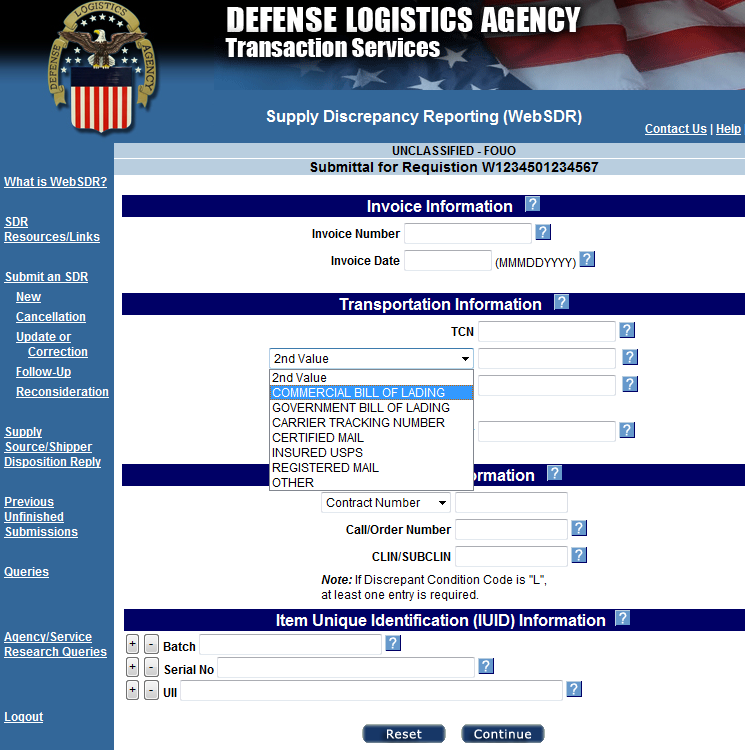 DEFENSE LOGISTICS AGENCY
DEFENSE LOGISTICS AGENCY
Transaction Services
Supply Discrepancy Reporting (WebSDR)
Contact Us | Help
UNCLASSIFIED - FOUO
Submittal for Requistion W1234501234567
What is WebSDR?
SDR
Resources/Links
Submit an SDR
New
Cancellation
Update or
Correction
Follow-Up
Reconsideration
Supply
Source/Shipper
Disposition Reply
Previous
Unfinished
Submissions
Queries
Agency/Service
Research Queries
Logout
Invoice Information ?
Invoice Number ?
Invoice Date (MMMDDYYYY) ?
Transportation Information ?
TCN ?
2nd Value ?
2nd Value
COMMERCIAL BILL OF LADING ?
GOVERNMENT BILL OF LADING
CARRIER TRACKING NUMBER
CERTIFIED MAIL ?
INSURED USPS
REGISTERED MAIL
OTHER
ormation ?
Contract Number
Call/Order Number ?
CLIN/SUBCLIN ?
Note: If Discrepant Condition Code is "L",
at least one entry is required.
Item Unique Identification (IUID) Information ?
+ - Batch ?
+ - Serial No ?
+ - UII ?
Reset Continue